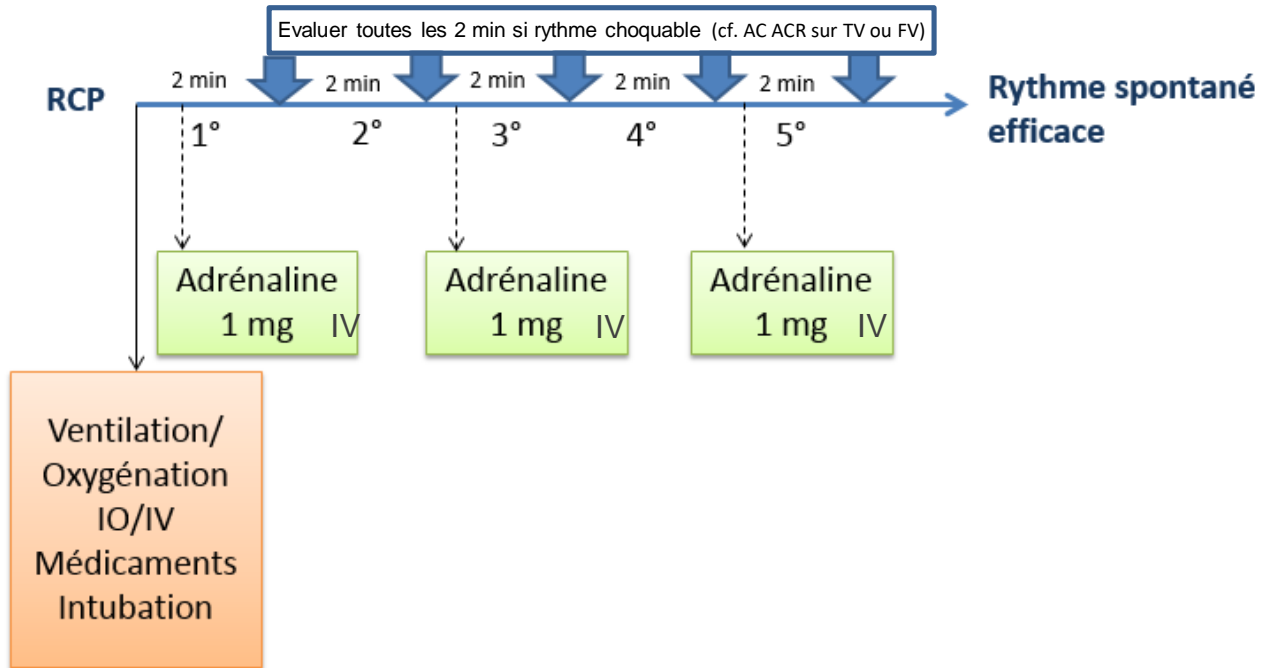 Evaluer toutes les 2 min si rythme choquable (cf. AC ACR sur TV ou FV)
2 min
2 min
2 min
2 min
2 min
RCP
Rythme spontané
efficace
1°
2°
3°
4°
5°
Adrénaline
1 mg IV
Adrénaline
1 mg IV
Adrénaline
1 mg IV
Ventilation/
Oxygénation
IO/IV
Médicaments
Intubation